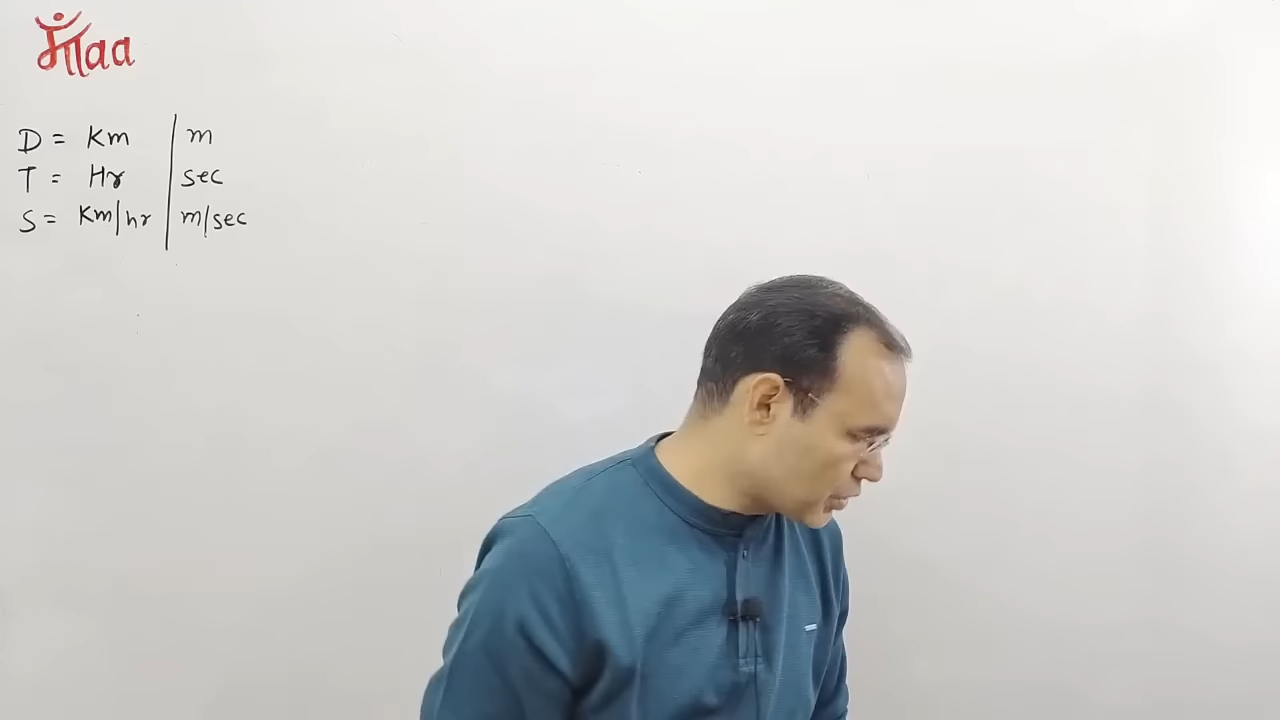 माँaa
D = Km | m
T = Hr | sec
S = Km/hr | m/sec